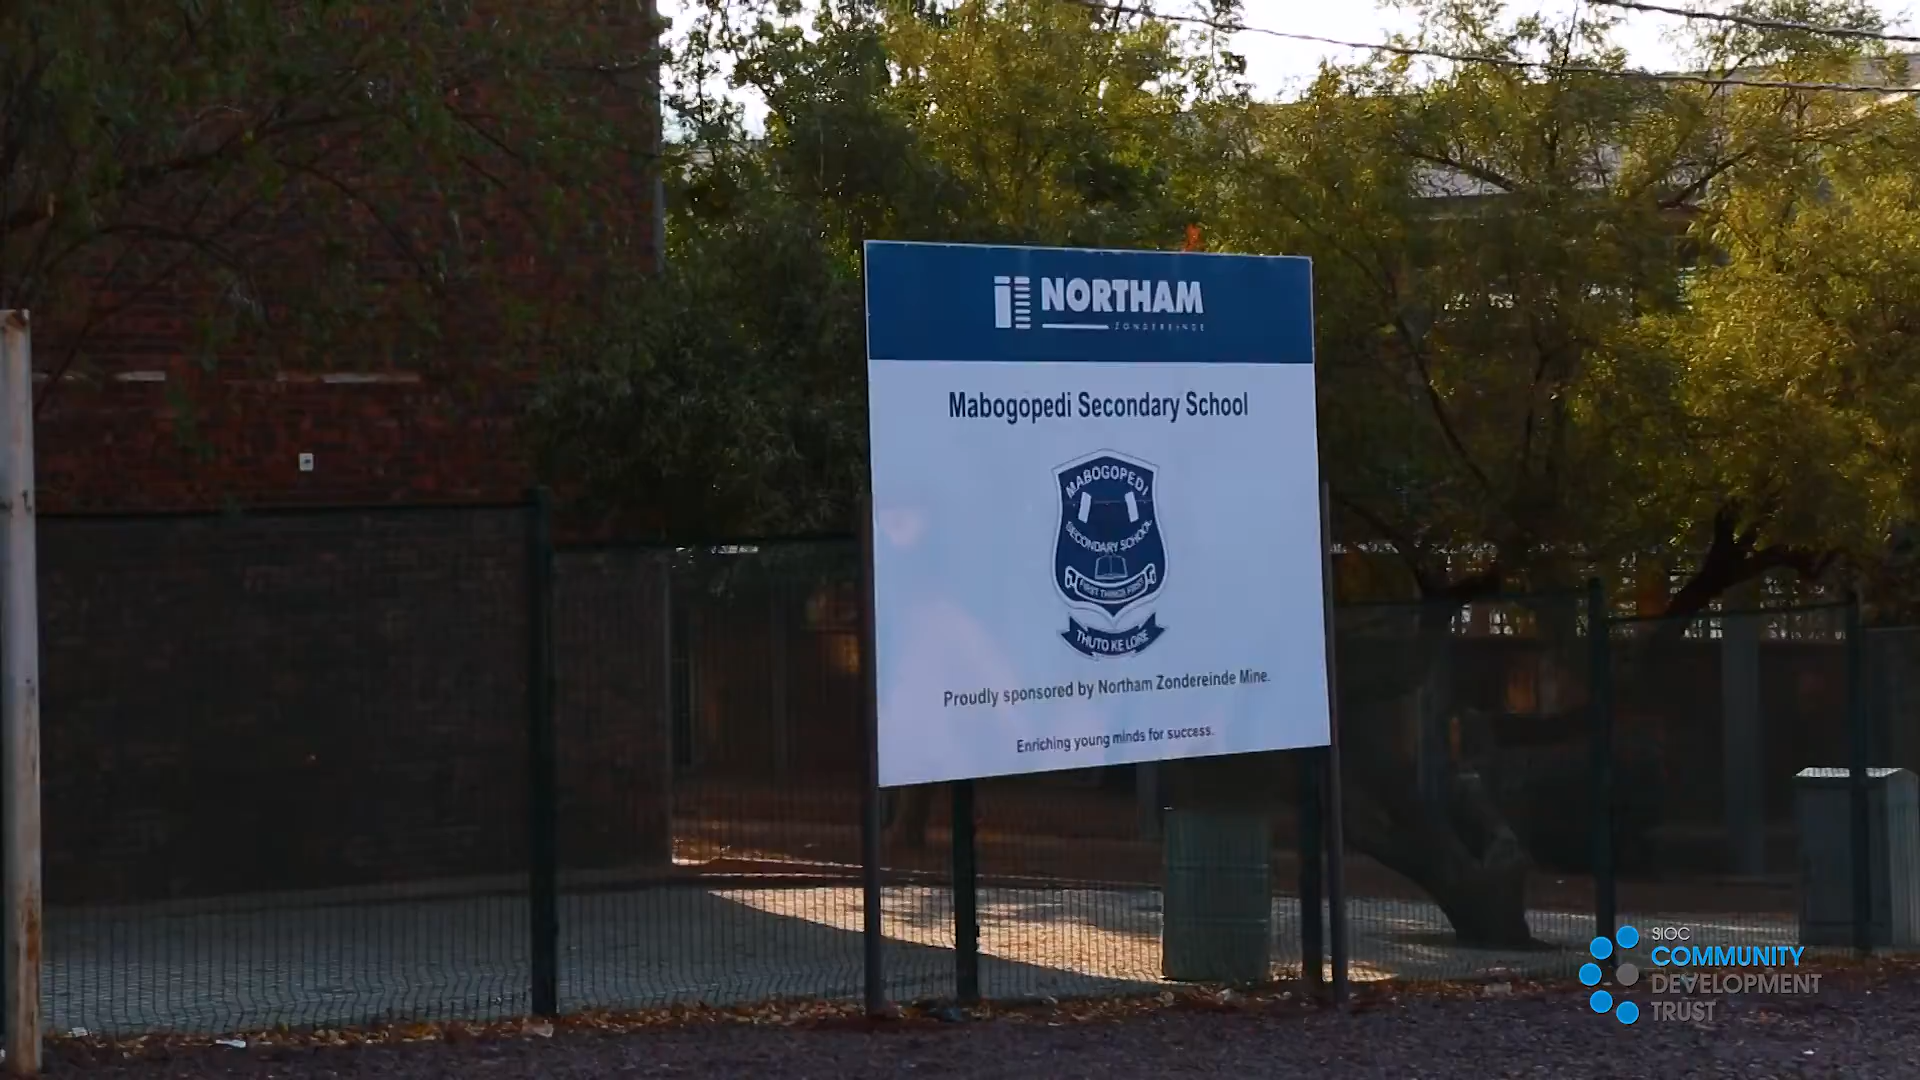 NORTHAM
ZONDEREINDE
Mabogopedi Secondary School
MABOGOPEDI
SECONDARY SCHOOL
FIRST THINGS FIRST
THUTO KE LORE
Proudly sponsored by Northam Zondereinde Mine.
Enriching young minds for success.
SIOC
COMMUNITY
DEVELOPMENT
TRUST